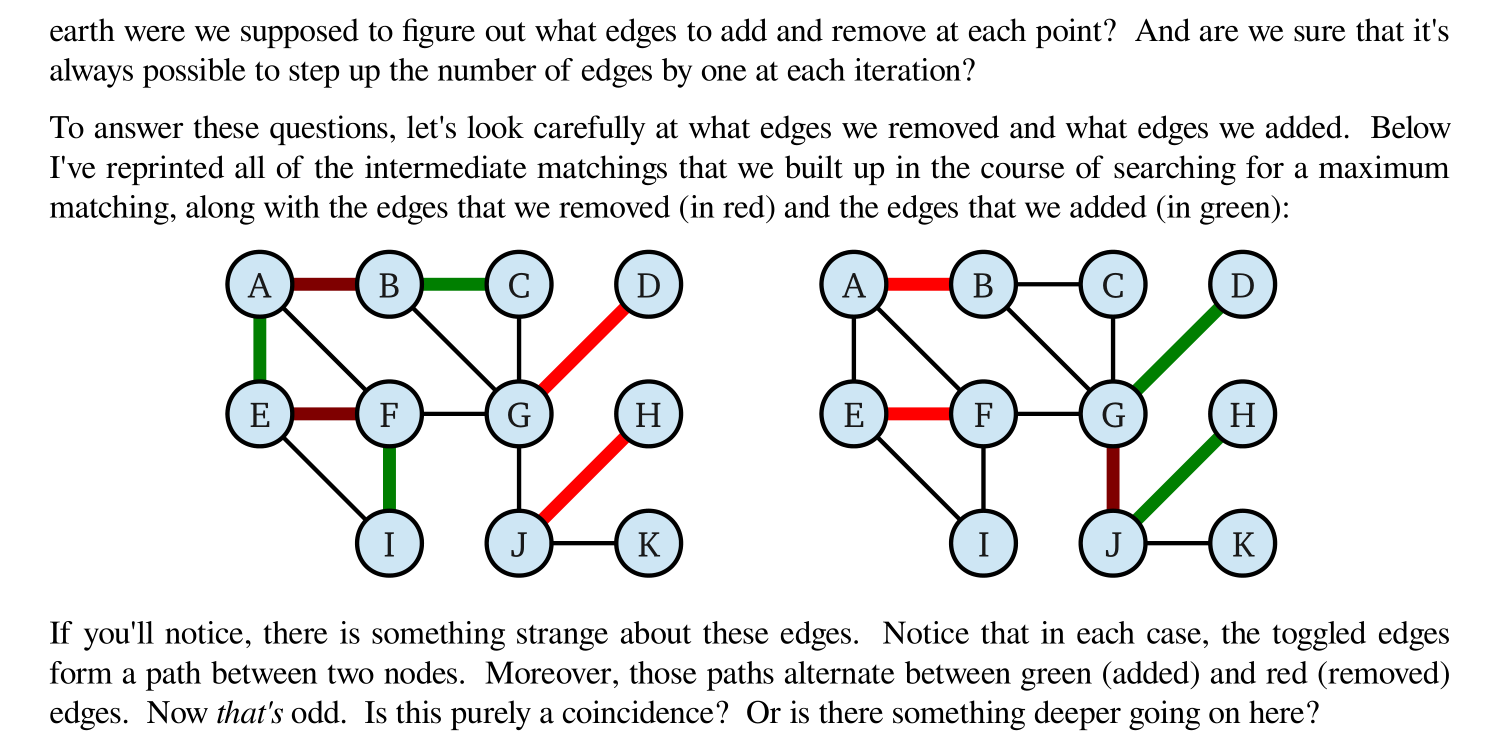 earth were we supposed to figure out what edges to add and remove at each point? And are we sure that it's
always possible to step up the number of edges by one at each iteration?
To answer these questions, let's look carefully at what edges we removed and what edges we added. Below
I've reprinted all of the intermediate matchings that we built up in the course of searching for a maximum
matching, along with the edges that we removed (in red) and the edges that we added (in green):
A B C D
E F G H
I J K
A B C D
E F G H
I J K
If you'll notice, there is something strange about these edges. Notice that in each case, the toggled edges
form a path between two nodes. Moreover, those paths alternate between green (added) and red (removed)
edges. Now that's odd. Is this purely a coincidence? Or is there something deeper going on here?